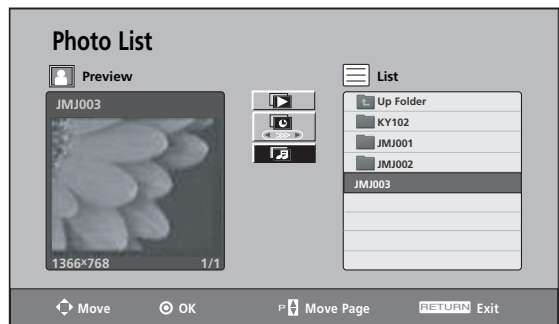 Photo List
Preview
List
JMJ003
1366×768 1/1
Up Folder
KY102
JMJ001
JMJ002
JMJ003
Move OK P Move Page RETURN Exit